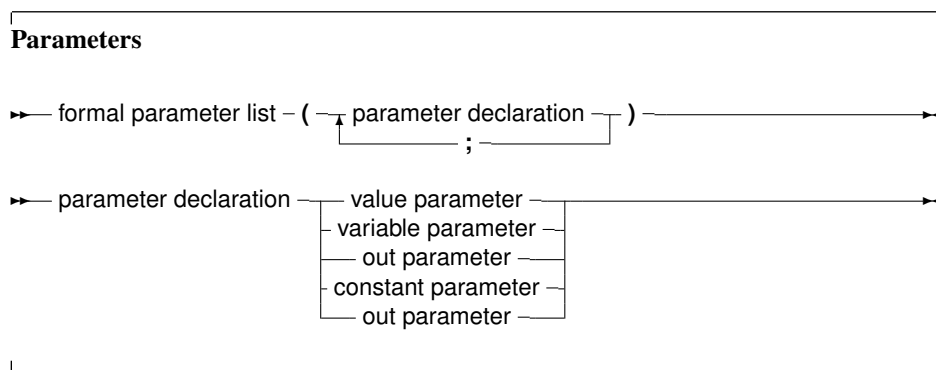 Parameters
formal parameter list ( parameter declaration )
;
parameter declaration value parameter
variable parameter
out parameter
constant parameter
out parameter